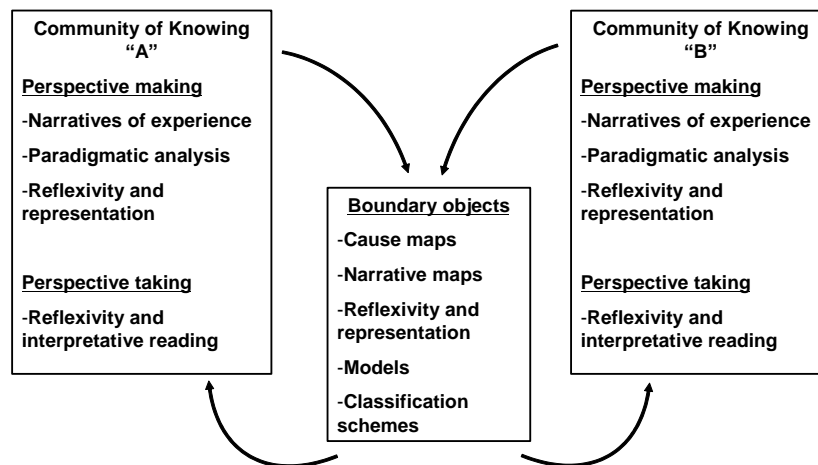 Community of Knowing
“A”
Perspective making
-Narratives of experience
-Paradigmatic analysis
-Reflexivity and
representation
Perspective taking
-Reflexivity and
interpretative reading
Boundary objects
-Cause maps
-Narrative maps
-Reflexivity and
representation
-Models
-Classification
schemes
Community of Knowing
“B”
Perspective making
-Narratives of experience
-Paradigmatic analysis
-Reflexivity and
representation
Perspective taking
-Reflexivity and
interpretative reading